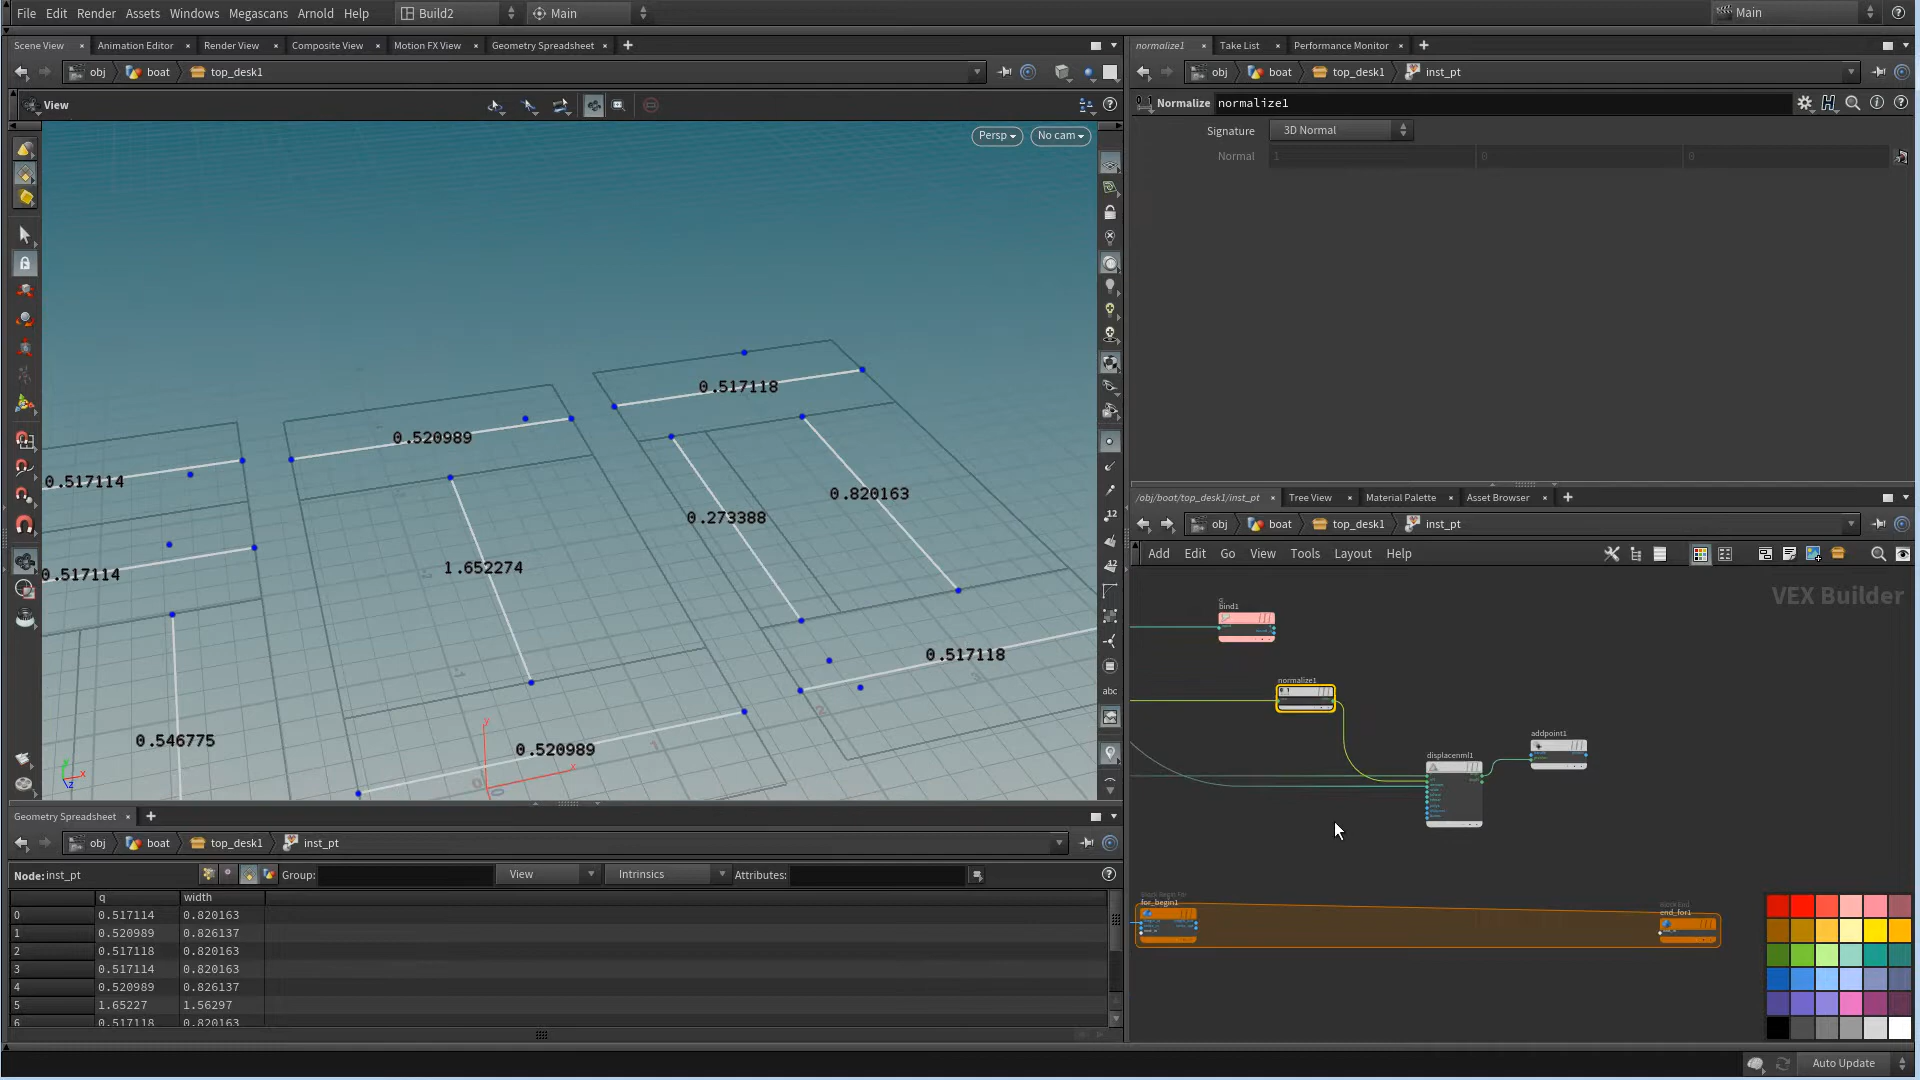 File Edit Render Assets Windows Megascans Arnold Help Build2 Main Main
Scene View Animation Editor Render View Composite View Motion FX View Geometry Spreadsheet
obj boat top_desk1
View
Persp No cam
0.517118
0.520989
0.517114
0.820163
0.273388
1.652274
0.517114
0.517118
0.546775
0.520989
normalize1 Take List Performance Monitor
obj boat top_desk1 inst_pt
Normalize normalize1
Signature 3D Normal
Normal 1 0 0
/obj/boat/top_desk1/inst_pt Tree View Material Palette Asset Browser
obj boat top_desk1 inst_pt
Add Edit Go View Tools Layout Help
VEX Builder
bind1
normalize1
addpoint1
displacenml1
for_begin1
end_for1
Geometry Spreadsheet
obj boat top_desk1 inst_pt
Node: inst_pt Group: View Intrinsics Attributes:
q width
0 0.517114 0.820163
1 0.520989 0.826137
2 0.517118 0.820163
3 0.517114 0.820163
4 0.520989 0.826137
5 1.65227 1.56297
6 0.517118 0.820163
Auto Update